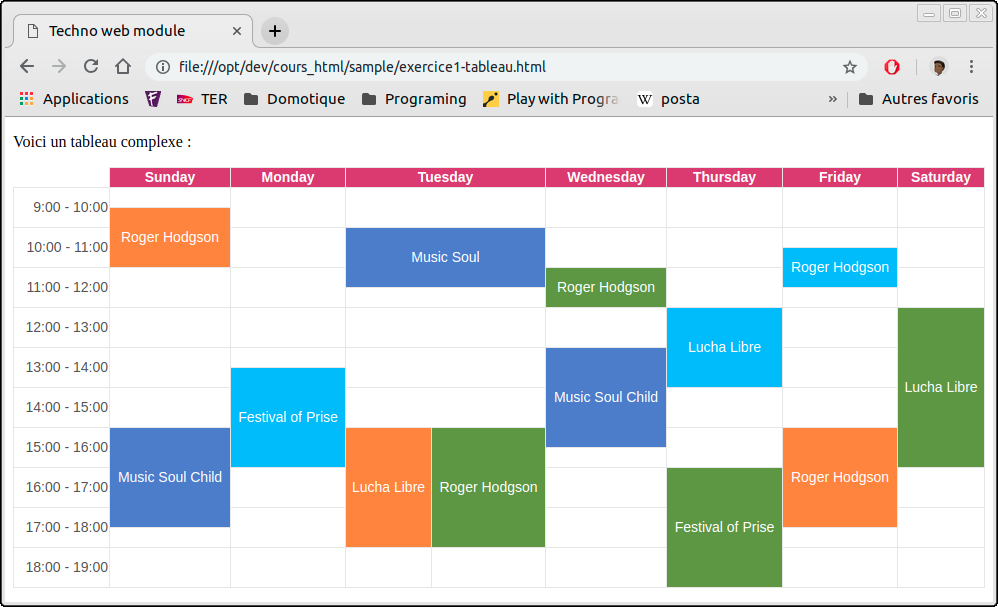 Techno web module
file:///opt/dev/cours_html/sample/exercice1-tableau.html
Applications SNCF TER Domotique Programing Play with Progra W posta » Autres favoris
Voici un tableau complexe :
Sunday Monday Tuesday Wednesday Thursday Friday Saturday
9:00 - 10:00
Roger Hodgson
10:00 - 11:00
Music Soul
Roger Hodgson
11:00 - 12:00
Roger Hodgson
12:00 - 13:00
Lucha Libre
13:00 - 14:00
Lucha Libre
Music Soul Child
14:00 - 15:00
Festival of Prise
15:00 - 16:00
Music Soul Child
Roger Hodgson
16:00 - 17:00
Lucha Libre Roger Hodgson
17:00 - 18:00
Festival of Prise
18:00 - 19:00